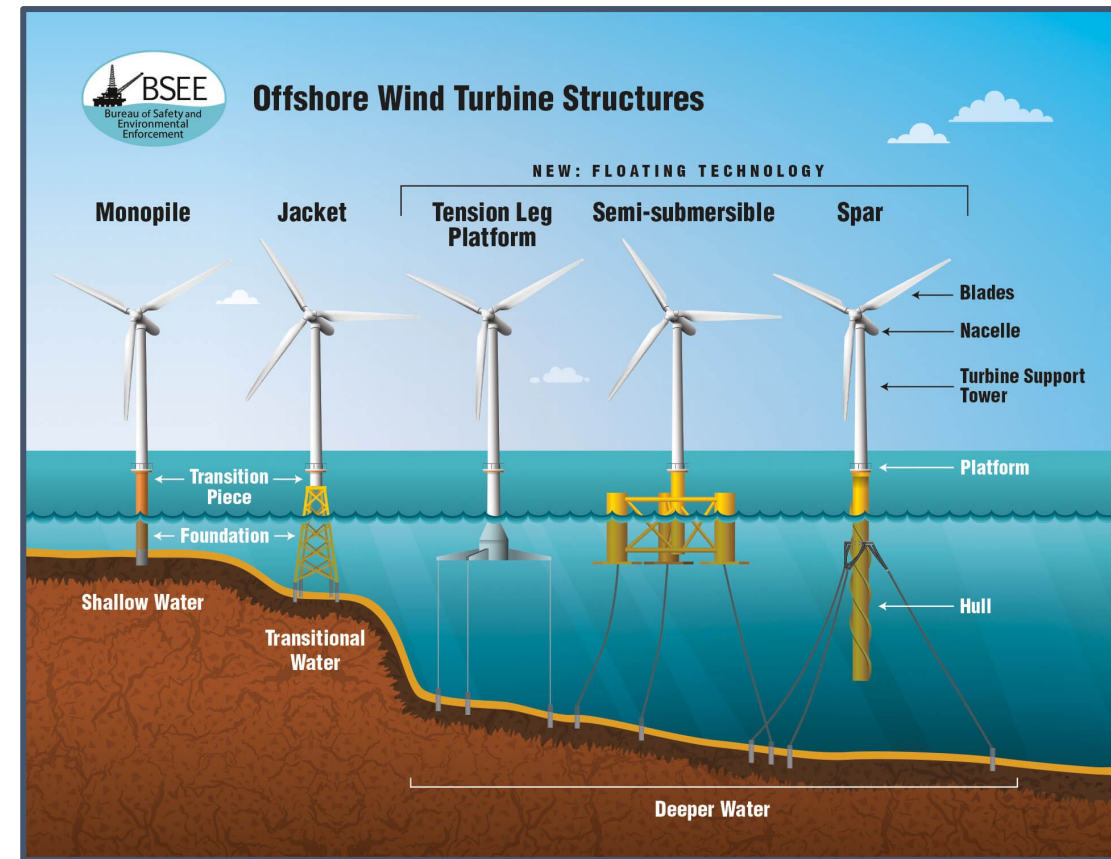 BSEE
Bureau of Safety and
Environmental
Enforcement
Offshore Wind Turbine Structures
NEW: FLOATING TECHNOLOGY
Monopile
Jacket
Tension Leg
Platform
Semi-submersible
Spar
Blades
Nacelle
Turbine Support
Tower
Transition
Piece
Platform
Foundation
Shallow Water
Transitional
Water
Hull
Deeper Water